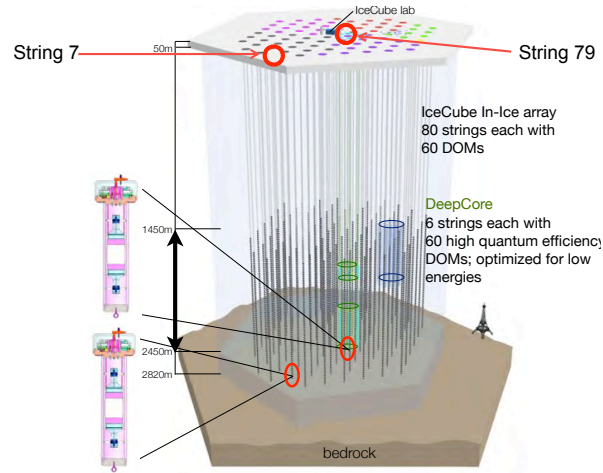 IceCube lab
50m
String 7
String 79
IceCube In-Ice array
80 strings each with
60 DOMs
DeepCore
6 strings each with
60 high quantum efficiency
DOMs; optimized for low
energies
1450m
2450m
2820m
bedrock